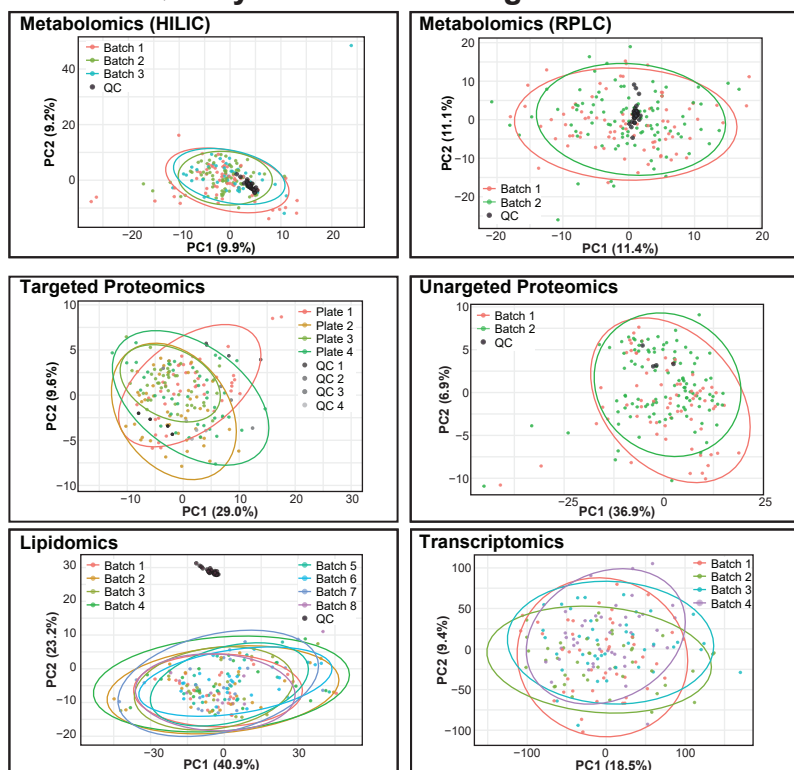 Metabolomics (HILIC)
Batch 1
Batch 2
Batch 3
QC
40
20
0
PC2 (9.2%)
−20
−10
0
10
20
PC1 (9.9%)
Metabolomics (RPLC)
20
10
0
−10
−20
PC2 (11.1%)
Batch 1
Batch 2
QC
−20
−10
0
10
20
PC1 (11.4%)
Targeted Proteomics
10
5
0
−5
−10
PC2 (9.6%)
Plate 1
Plate 2
Plate 3
Plate 4
QC 1
QC 2
QC 3
QC 4
−10
0
10
20
30
PC1 (29.0%)
Unargeted Proteomics
Batch 1
Batch 2
QC
10
5
0
−5
−10
PC2 (6.9%)
−25
0
25
PC1 (36.9%)
Lipidomics
Batch 1
Batch 2
Batch 3
Batch 4
Batch 5
Batch 6
Batch 7
Batch 8
QC
30
20
10
0
−10
−20
PC2 (23.2%)
−30
0
30
PC1 (40.9%)
Transcriptomics
Batch 1
Batch 2
Batch 3
Batch 4
100
50
0
−50
−100
PC2 (9.4%)
−100
0
100
PC1 (18.5%)